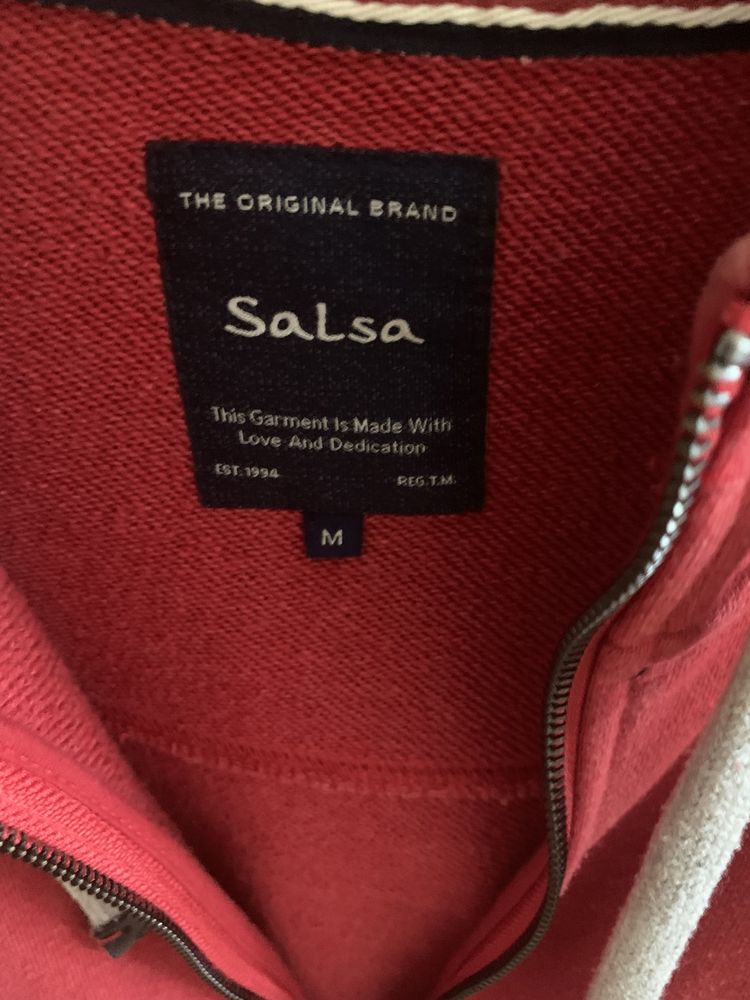 THE ORIGINAL BRAND
Salsa
This Garment Is Made With
Love And Dedication
EST. 1994 REG.T.M.
M